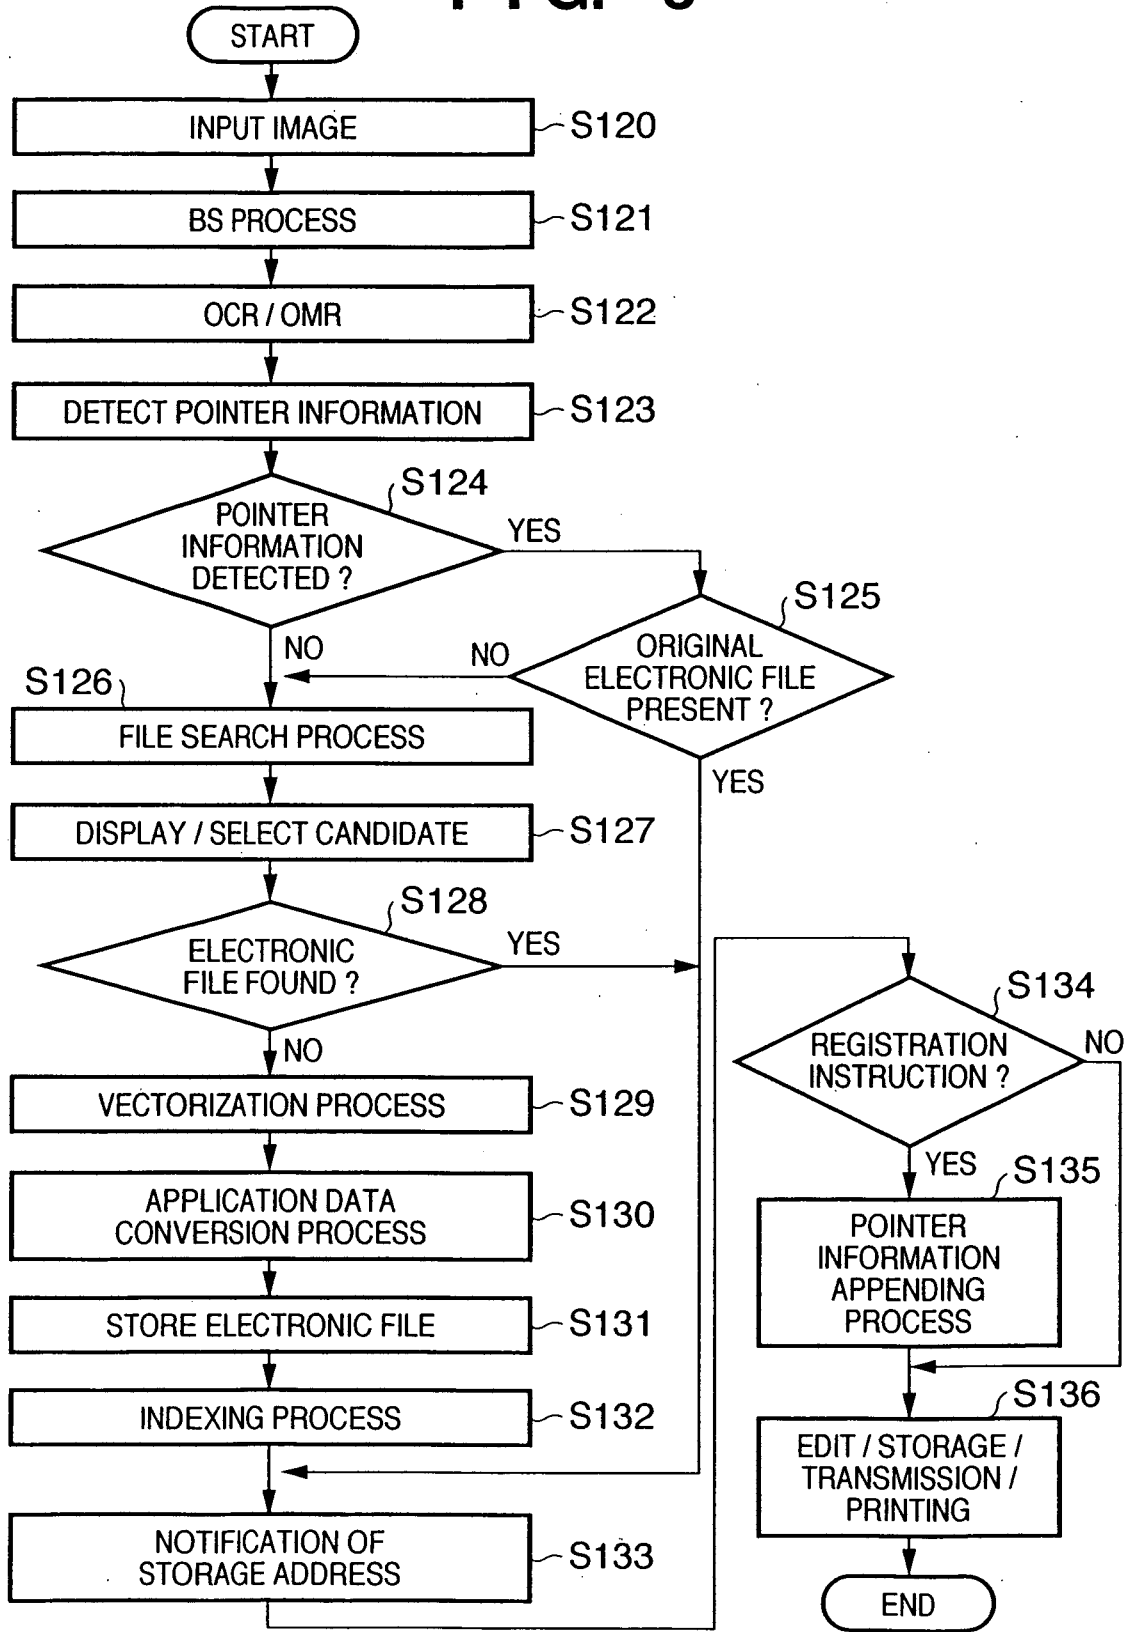 START
INPUT IMAGE
S120
BS PROCESS
S121
OCR / OMR
S122
DETECT POINTER INFORMATION
S123
S124
POINTER
INFORMATION
DETECTED ?
YES
NO
S125
ORIGINAL
ELECTRONIC FILE
PRESENT ?
NO
YES
S126
FILE SEARCH PROCESS
DISPLAY / SELECT CANDIDATE
S127
S128
ELECTRONIC
FILE FOUND ?
YES
NO
VECTORIZATION PROCESS
S129
APPLICATION DATA
CONVERSION PROCESS
S130
STORE ELECTRONIC FILE
S131
INDEXING PROCESS
S132
NOTIFICATION OF
STORAGE ADDRESS
S133
S134
REGISTRATION
INSTRUCTION ?
NO
YES
S135
POINTER
INFORMATION
APPENDING
PROCESS
S136
EDIT / STORAGE /
TRANSMISSION /
PRINTING
END